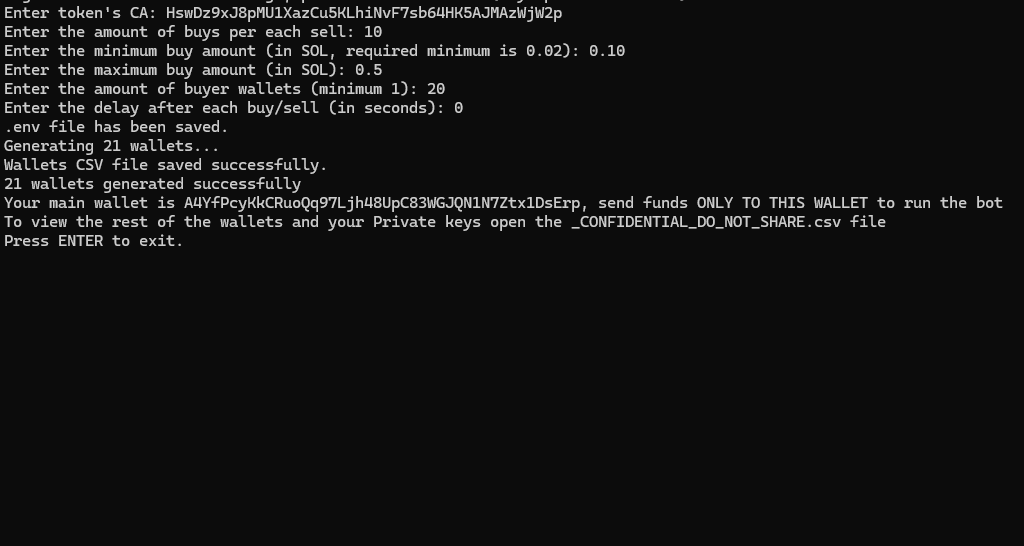 Enter token's CA: HswDz9xJ8pMU1XazCu5KLhiNvF7sb64HK5AJMAzWjW2p
Enter the amount of buys per each sell: 10
Enter the minimum buy amount (in SOL, required minimum is 0.02): 0.10
Enter the maximum buy amount (in SOL): 0.5
Enter the amount of buyer wallets (minimum 1): 20
Enter the delay after each buy/sell (in seconds): 0
.env file has been saved.
Generating 21 wallets...
Wallets CSV file saved successfully.
21 wallets generated successfully
Your main wallet is A4YfPcyKkCRuoQq97Ljh48UpC83WGJQN1N7Ztx1DsErp, send funds ONLY TO THIS WALLET to run the bot
To view the rest of the wallets and your Private keys open the _CONFIDENTIAL_DO_NOT_SHARE.csv file
Press ENTER to exit.